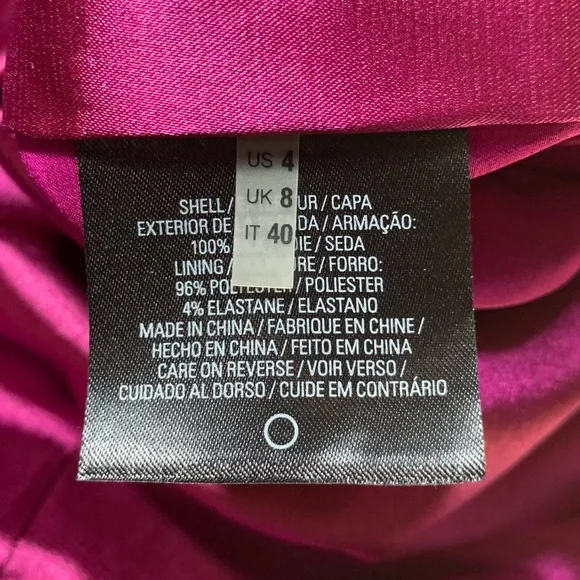 US 4
UK 8
IT 40
SHELL / UR / CAPA
EXTERIOR DE DA / ARMAÇÃO:
100% IE / SEDA
LINING / RE / FORRO:
96% POLYESTER / POLIESTER
4% ELASTANE / ELASTANO
MADE IN CHINA / FABRIQUE EN CHINE /
HECHO EN CHINA / FEITO EM CHINA
CARE ON REVERSE / VOIR VERSO /
CUIDADO AL DORSO / CUIDE EM CONTRÁRIO